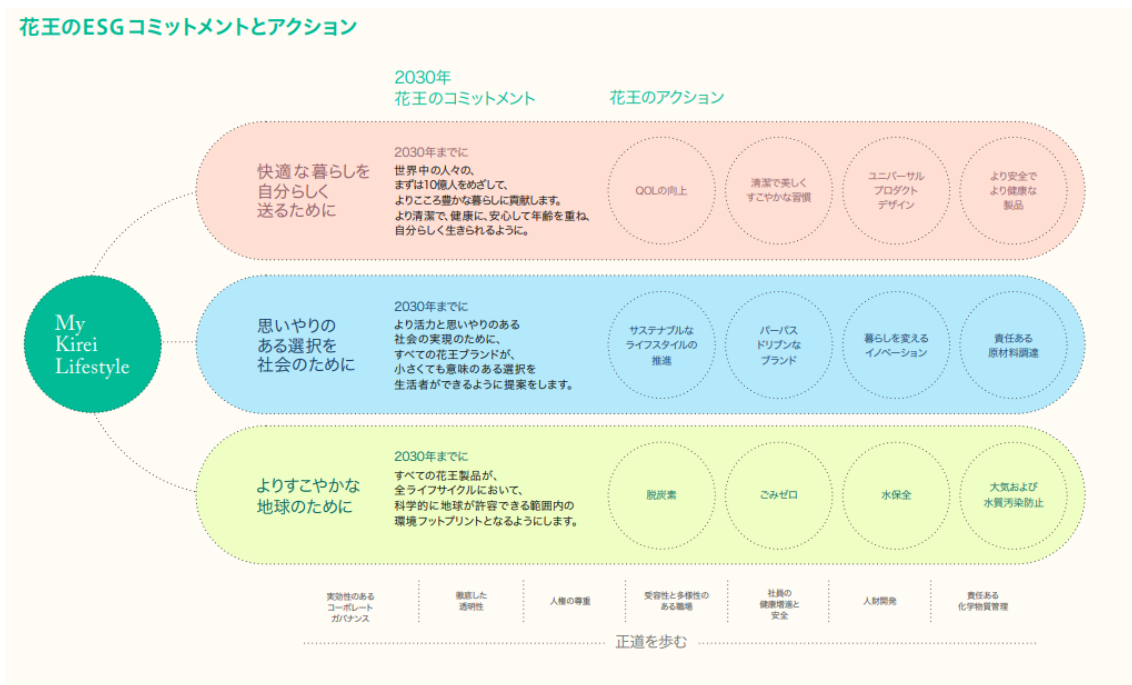 花王のESGコミットメントとアクション
2030年
花王のコミットメント
花王のアクション
My
Kirei
Lifestyle
快適な暮らしを
自分らしく
送るために
2030年までに
世界中の人々の、
まずは10億人をめざして、
よりこころ豊かな暮らしに貢献します。
より清潔で、健康に、安心して年齢を重ね、
自分らしく生きられるように。
QOLの向上
清潔で美しく
すこやかな習慣
ユニバーサル
プロダクト
デザイン
より安全で
より健康な
製品
思いやりの
ある選択を
社会のために
2030年までに
より活力と思いやりのある
社会の実現のために、
すべての花王ブランドが、
小さくても意味のある選択を
生活者ができるように提案をします。
サステナブルな
ライフスタイルの
推進
パーパス
ドリブンな
ブランド
暮らしを変える
イノベーション
責任ある
原材料調達
よりすこやかな
地球のために
2030年までに
すべての花王製品が、
全ライフサイクルにおいて、
科学的に地球が許容できる範囲内の
環境フットプリントとなるようにします。
脱炭素
ごみゼロ
水保全
大気および
水質汚染防止
実効性のある
コーポレート
ガバナンス
徹底した
透明性
人権の尊重
受容性と多様性の
ある職場
社員の
健康増進と
安全
人財開発
責任ある
化学物質管理
正道を歩む